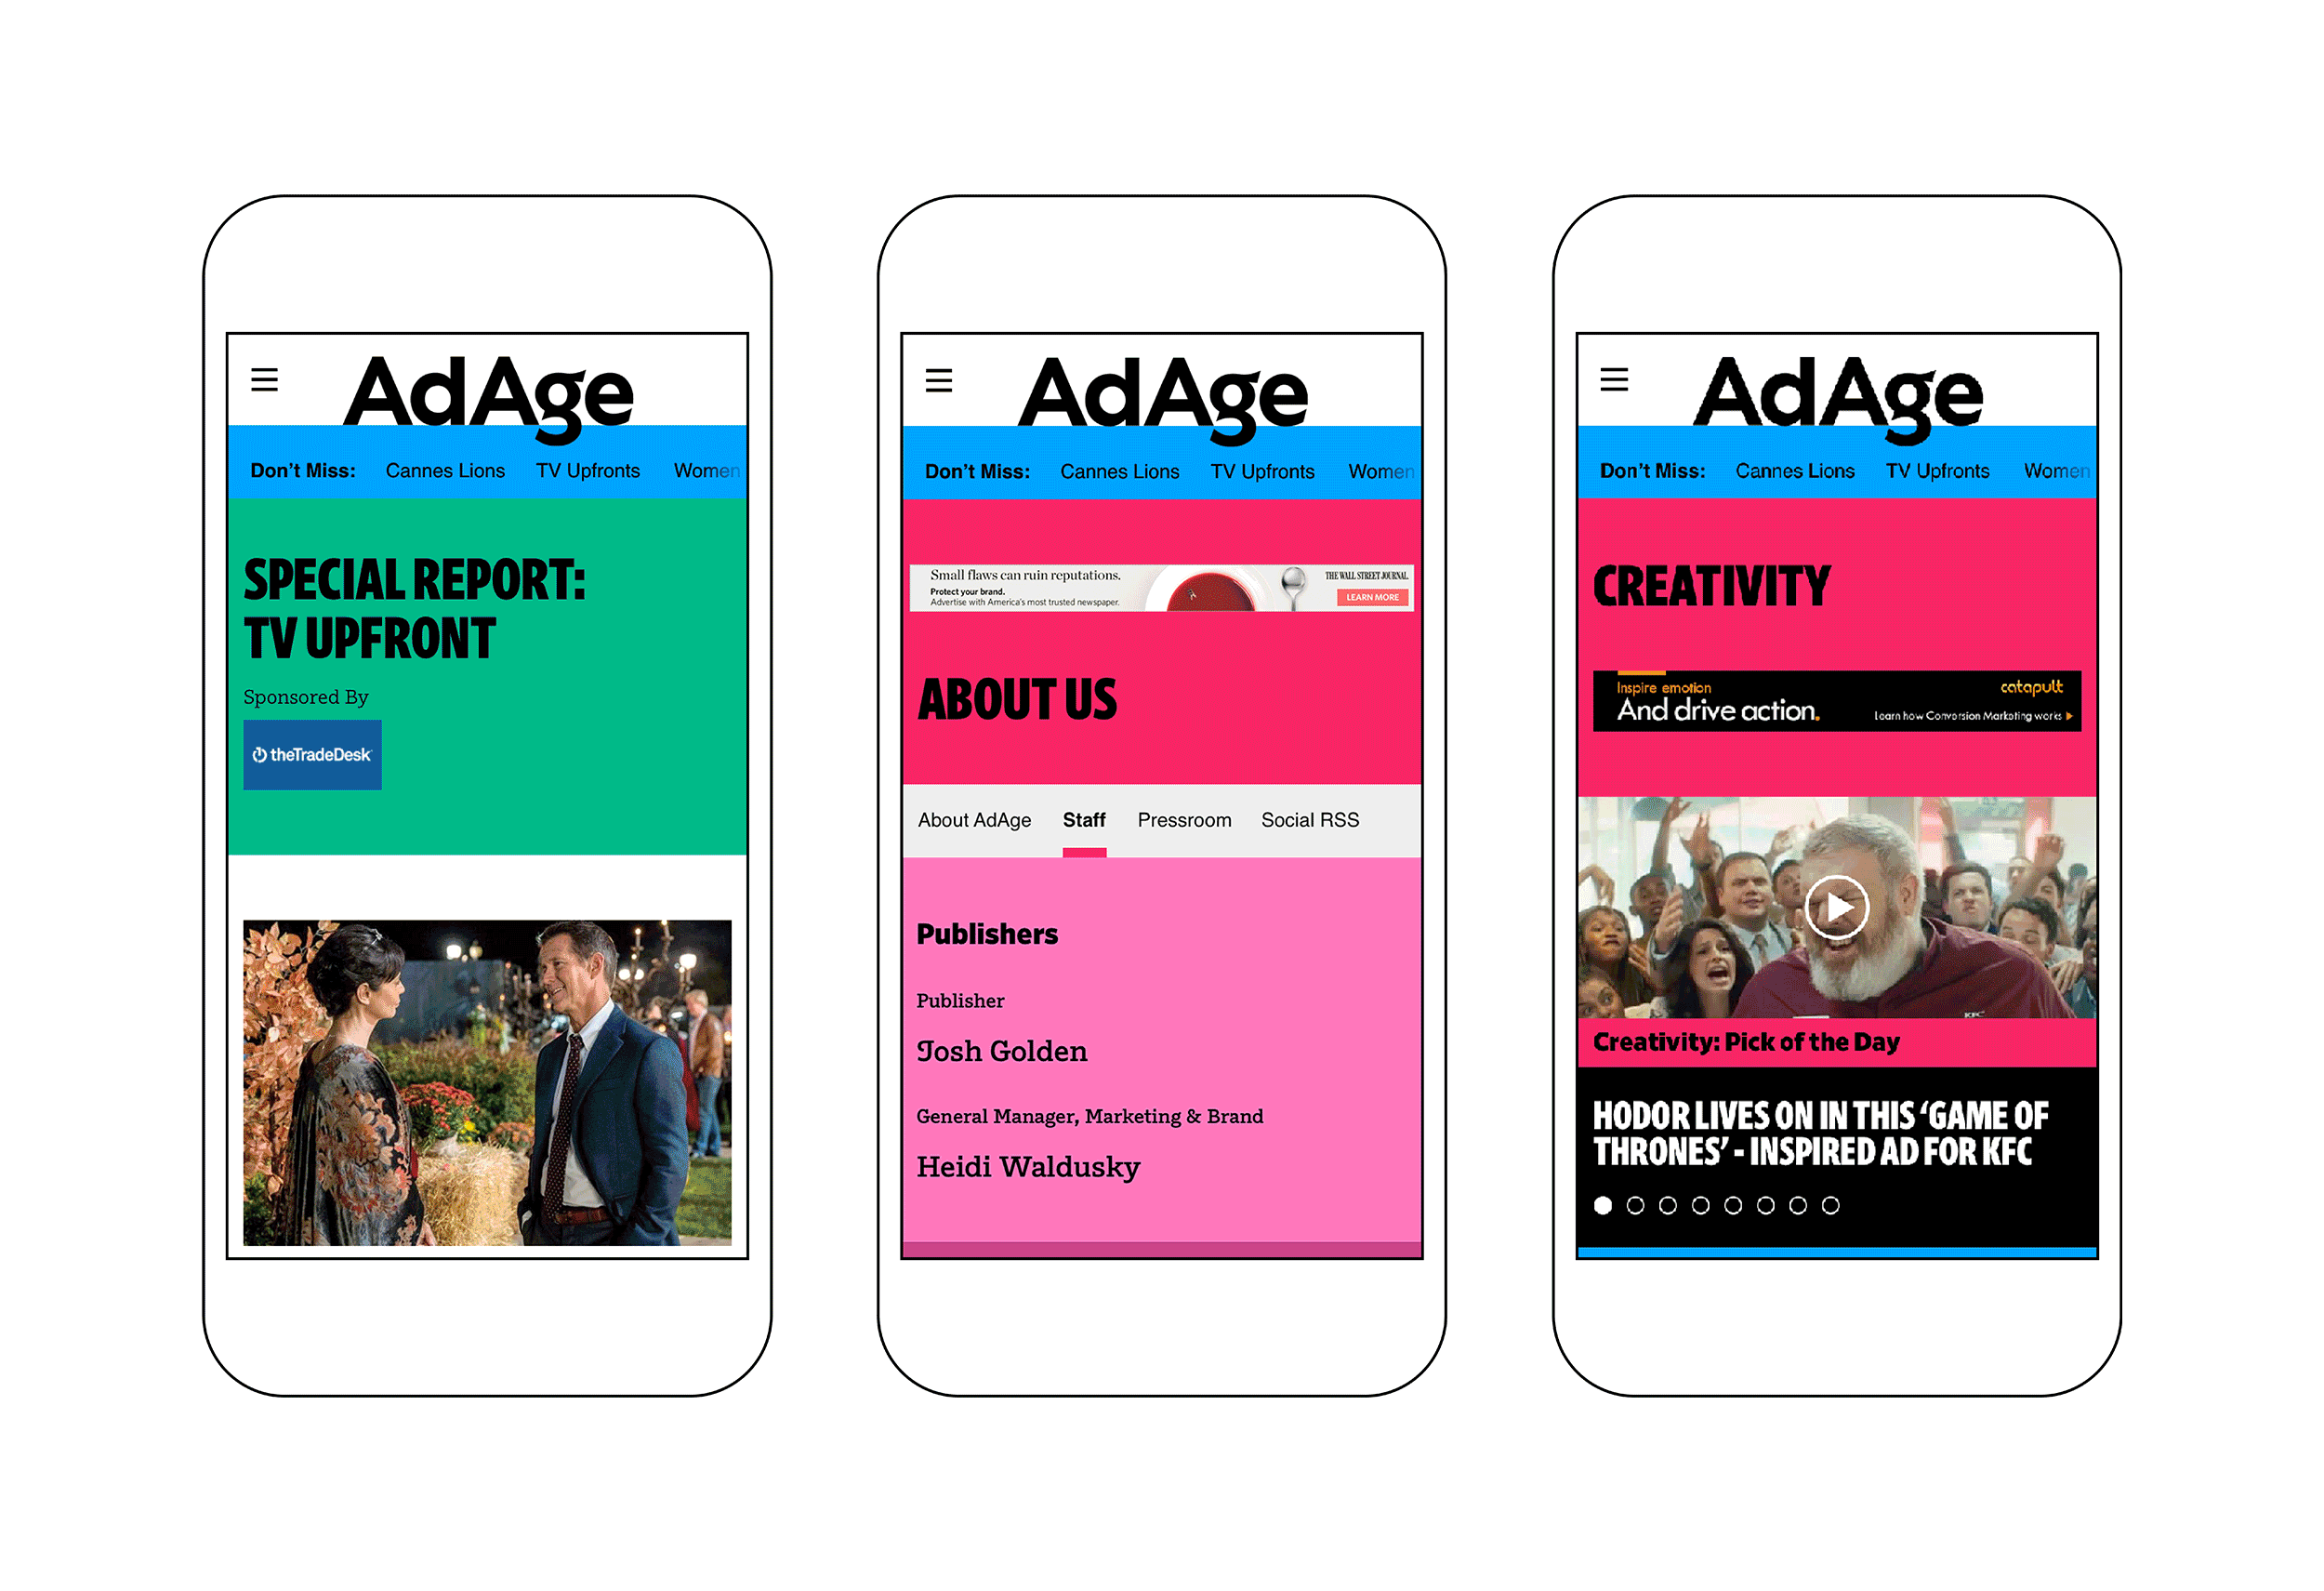 AdAge
Don’t Miss: Cannes Lions TV Upfronts Women
SPECIAL REPORT:
TV UPFRONT
Sponsored By
theTradeDesk
AdAge
Don’t Miss: Cannes Lions TV Upfronts Women
Small flaws can ruin reputations.
Protect your brand.
Advertise with America's most trusted newspaper.
THE WALL STREET JOURNAL.
LEARN MORE
ABOUT US
About AdAge Staff Pressroom Social RSS
Publishers
Publisher
Josh Golden
General Manager, Marketing & Brand
Heidi Waldusky
AdAge
Don’t Miss: Cannes Lions TV Upfronts Women
CREATIVITY
Inspire emotion
And drive action.
catapult
Learn how Conversion Marketing works
KFC
Creativity: Pick of the Day
HODOR LIVES ON IN THIS ‘GAME OF
THRONES’ - INSPIRED AD FOR KFC